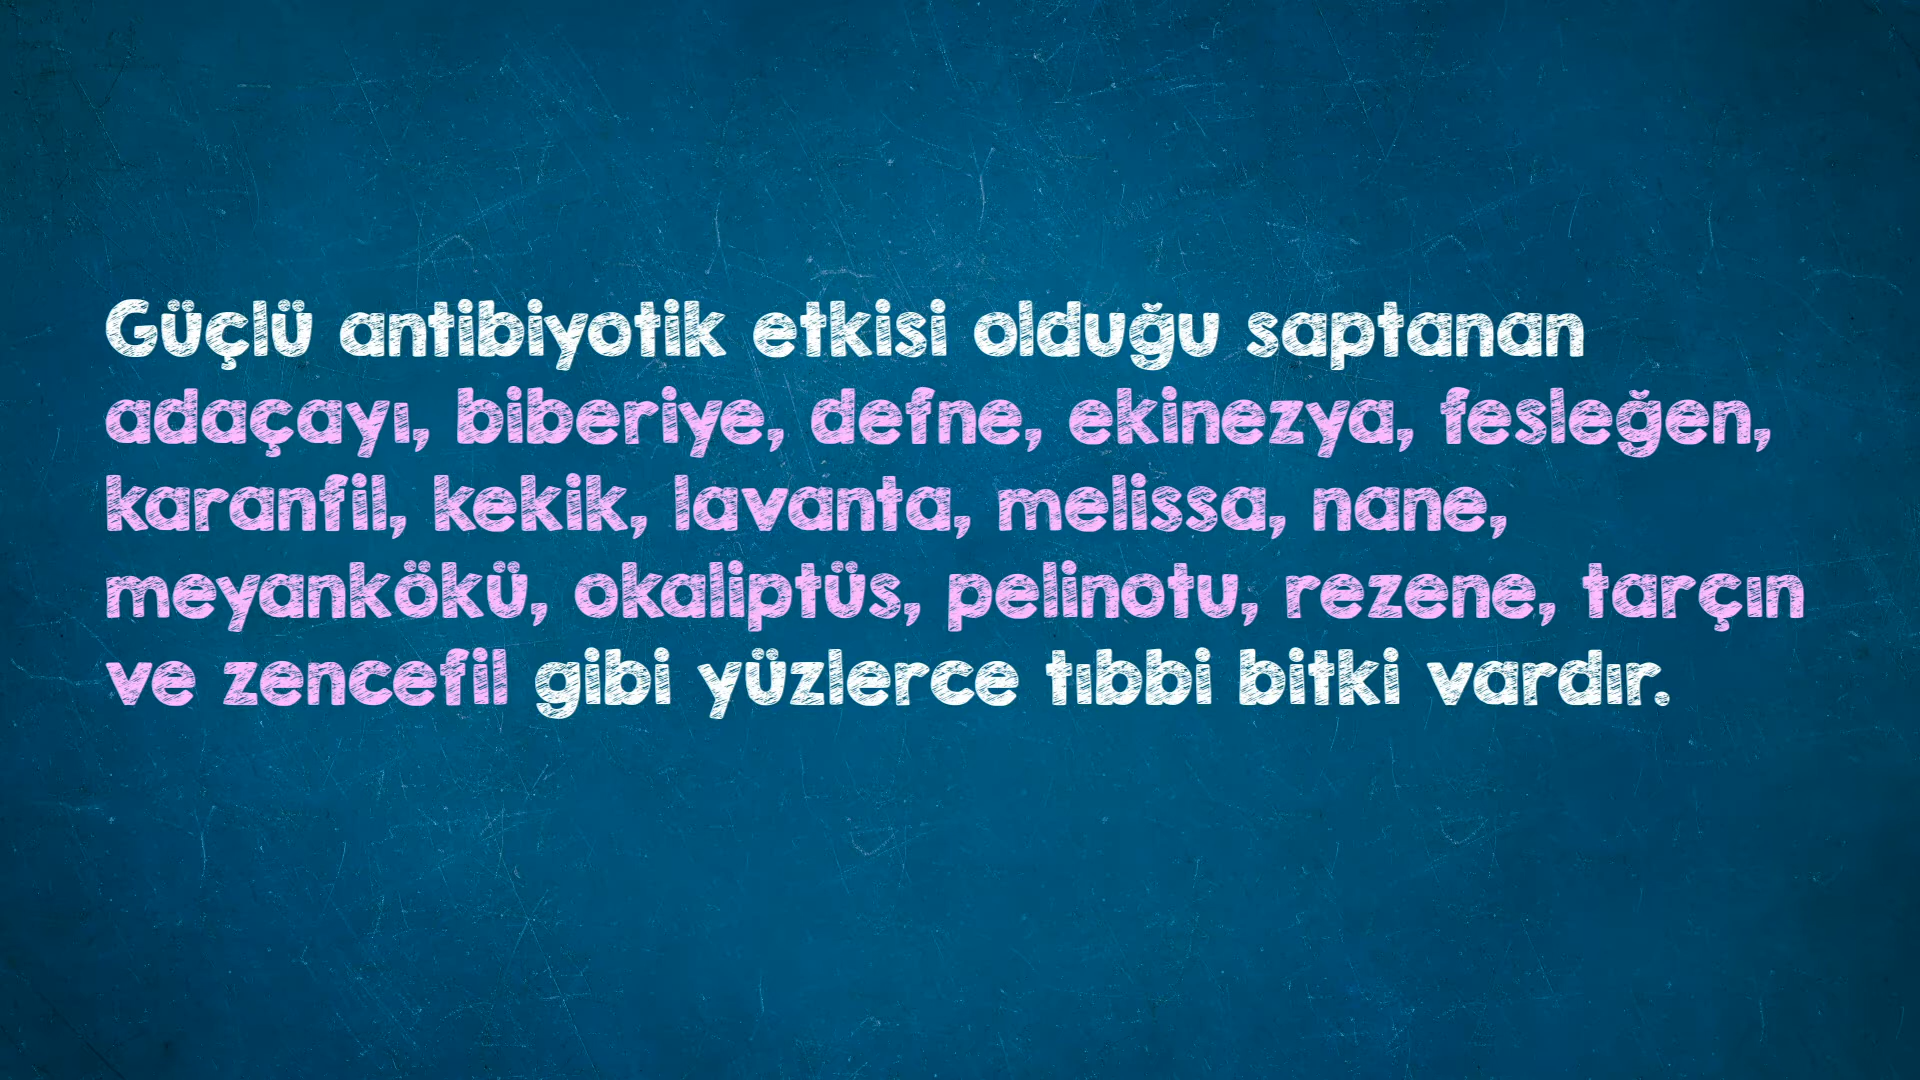 Güçlü antibiyotik etkisi olduğu saptanan
adaçayı, biberiye, defne, ekinezya, fesleğen,
karanfil, kekik, lavanta, melissa, nane,
meyankökü, okaliptüs, pelinotu, rezene, tarçın
ve zencefil gibi yüzlerce tıbbi bitki vardır.